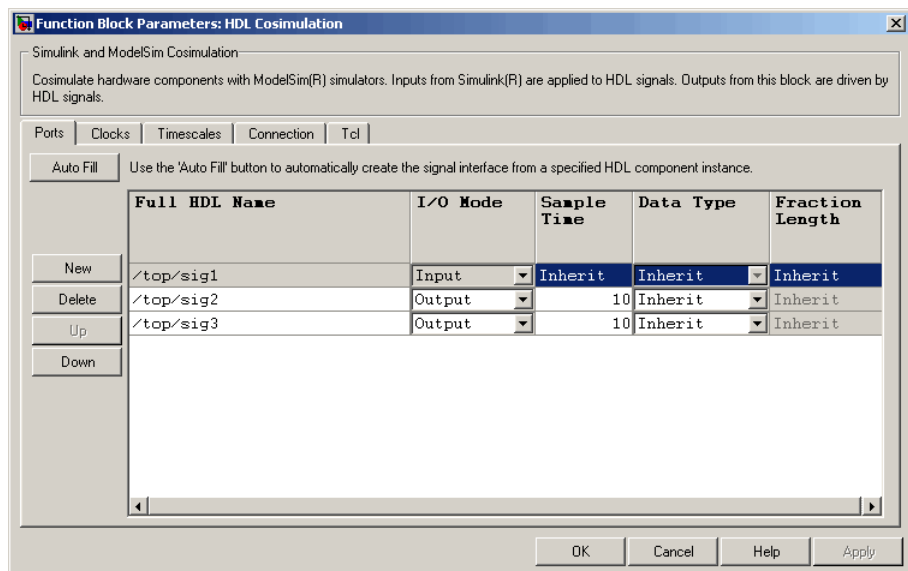 Function Block Parameters: HDL Cosimulation
Simulink and ModelSim Cosimulation
Cosimulate hardware components with ModelSim(R) simulators. Inputs from Simulink(R) are applied to HDL signals. Outputs from this block are driven by
HDL signals.
Ports Clocks Timescales Connection Tcl
Auto Fill Use the 'Auto Fill' button to automatically create the signal interface from a specified HDL component instance.
Full HDL Name I/O Mode Sample Time Data Type Fraction Length
New
Delete
Up
Down
/top/sig1 Input Inherit Inherit Inherit
/top/sig2 Output 10 Inherit Inherit
/top/sig3 Output 10 Inherit Inherit
OK Cancel Help Apply